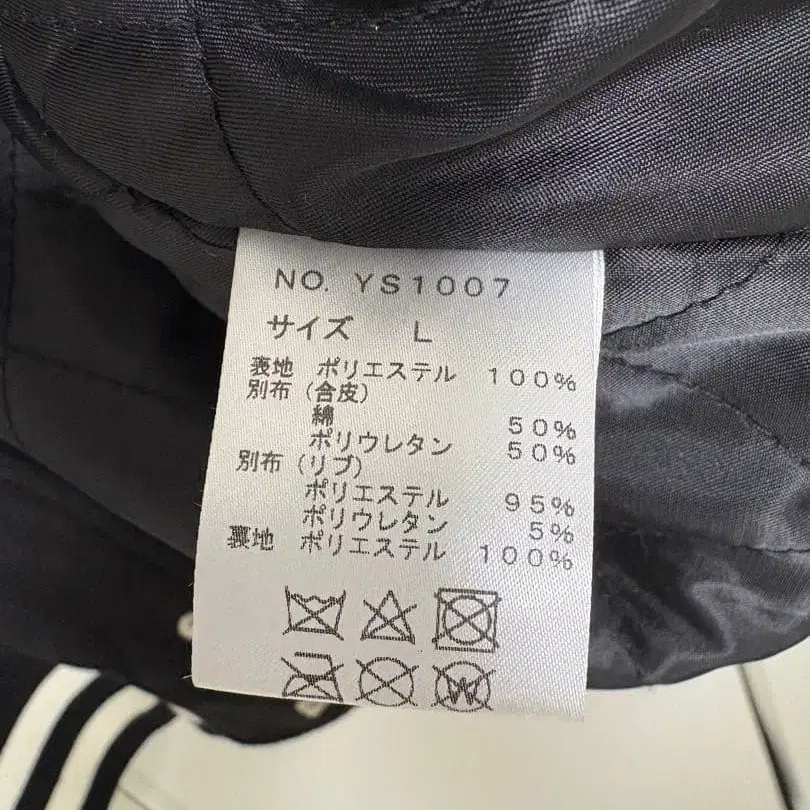 NO. YS1007
サイズ L
表地 ポリエステル 100%
別布(合皮)
綿 50%
ポリウレタン 50%
別布(リブ)
ポリエステル 95%
ポリウレタン 5%
裏地 ポリエステル 100%
W